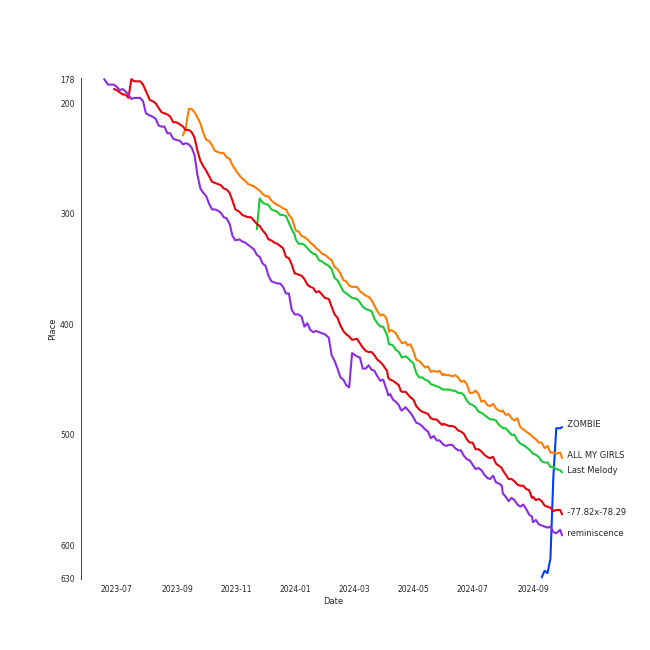 178
200
300
400
500
600
630
Place
2023-07
2023-09
2023-11
2024-01
2024-03
2024-05
2024-07
2024-09
Date
ZOMBIE
ALL MY GIRLS
Last Melody
-77.82x-78.29
reminiscence